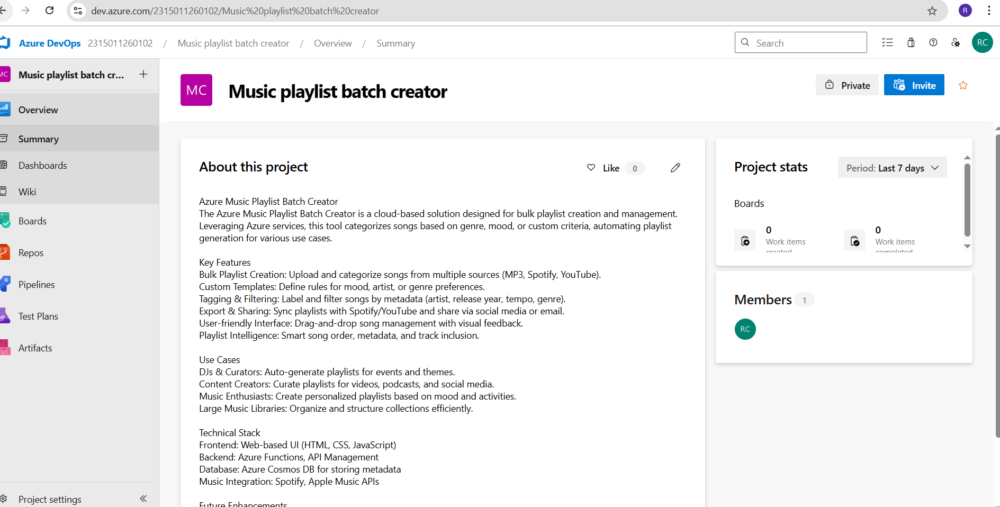 dev.azure.com/2315011260102/Music%20playlist%20batch%20creator
R
Azure DevOps 2315011260102 / Music playlist batch creator / Overview / Summary
Search
RC
MC Music playlist batch cr... +
Overview
Summary
Dashboards
Wiki
Boards
Repos
Pipelines
Test Plans
Artifacts
Project settings
MC
Music playlist batch creator
Private
Invite
About this project
Like 0
Azure Music Playlist Batch Creator
The Azure Music Playlist Batch Creator is a cloud-based solution designed for bulk playlist creation and management.
Leveraging Azure services, this tool categorizes songs based on genre, mood, or custom criteria, automating playlist
generation for various use cases.
Key Features
Bulk Playlist Creation: Upload and categorize songs from multiple sources (MP3, Spotify, YouTube).
Custom Templates: Define rules for mood, artist, or genre preferences.
Tagging & Filtering: Label and filter songs by metadata (artist, release year, tempo, genre).
Export & Sharing: Sync playlists with Spotify/YouTube and share via social media or email.
User-friendly Interface: Drag-and-drop song management with visual feedback.
Playlist Intelligence: Smart song order, metadata, and track inclusion.
Use Cases
DJs & Curators: Auto-generate playlists for events and themes.
Content Creators: Curate playlists for videos, podcasts, and social media.
Music Enthusiasts: Create personalized playlists based on mood and activities.
Large Music Libraries: Organize and structure collections efficiently.
Technical Stack
Frontend: Web-based UI (HTML, CSS, JavaScript)
Backend: Azure Functions, API Management
Database: Azure Cosmos DB for storing metadata
Music Integration: Spotify, Apple Music APIs
Future Enhancements
Project stats
Period: Last 7 days
Boards
0
Work items
created
0
Work items
completed
Members 1
RC